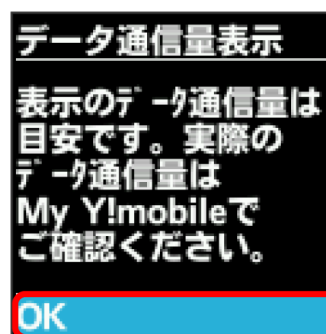 データ通信量表示
表示のﾃﾞｰﾀ通信量は
目安です。実際の
ﾃﾞｰﾀ通信量は
My Y!mobileで
ご確認ください。
OK